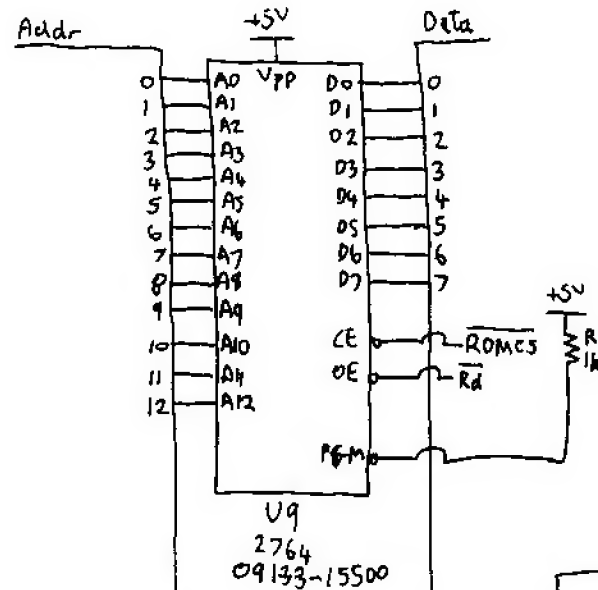 Addr +5V Data
0 A0 VPP D0 0
1 A1 D1 1
2 A2 D2 2
3 A3 D3 3
4 A4 D4 4
5 A5 D5 5
6 A6 D6 6
7 A7 D7 7
8 A8
9 A9 +5V
10 A10 CE ROMCS R
11 A11 OE Rd 1k
12 A12
PGM
U9
2764
09133-15500